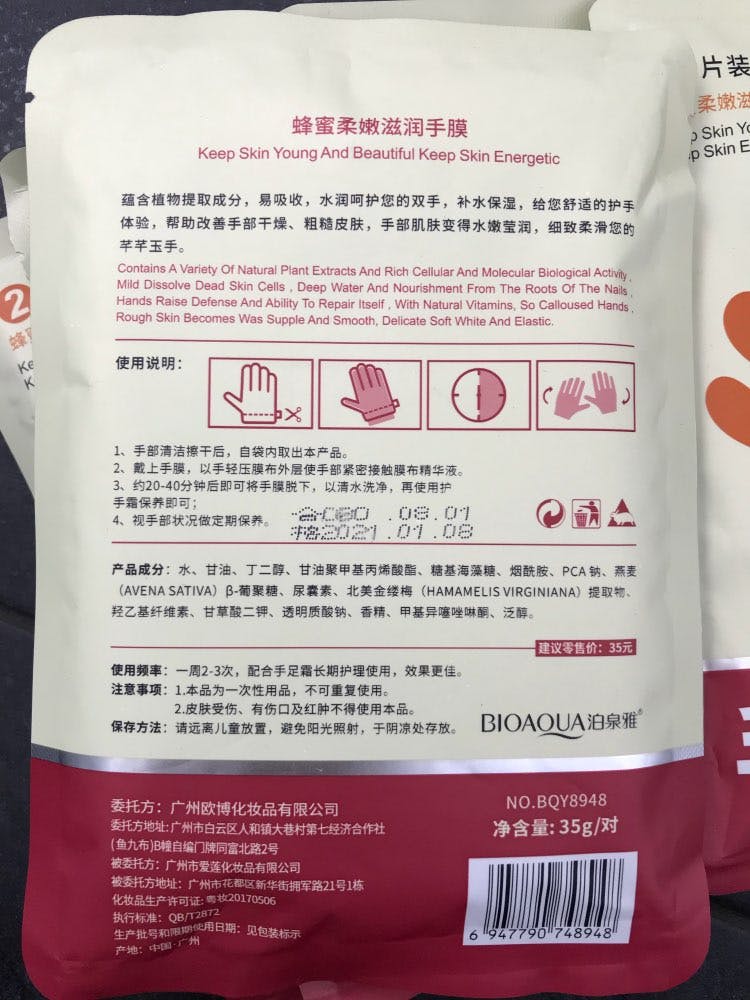 蜂蜜柔嫩滋润手膜
Keep Skin Young And Beautiful Keep Skin Energetic
蕴含植物提取成分，易吸收，水润呵护您的双手，补水保湿，给您舒适的护手
体验，帮助改善手部干燥、粗糙皮肤，手部肌肤变得水嫩莹润，细致柔滑您的
芊芊玉手。
Contains A Variety Of Natural Plant Extracts And Rich Cellular And Molecular Biological Activity ,
Mild Dissolve Dead Skin Cells , Deep Water And Nourishment From The Roots Of The Nails ,
Hands Raise Defense And Ability To Repair Itself , With Natural Vitamins, So Calloused Hands ,
Rough Skin Becomes Was Supple And Smooth, Delicate Soft White And Elastic.
使用说明：
1、手部清洁擦干后，自袋内取出本产品。
2、戴上手膜，以手轻压膜布外层使手部紧密接触膜布精华液。
3、约20-40分钟后即可将手膜脱下，以清水洗净，再使用护
手霜保养即可；
4、视手部状况做定期保养。
.08.01
2021.01.08
产品成分：水、甘油、丁二醇、甘油聚甲基丙烯酸酯、糖基海藻糖、烟酰胺、PCA 钠、燕麦
(AVENA SATIVA）β-葡聚糖、尿囊素、北美金缕梅（HAMAMELIS VIRGINIANA）提取物、
羟乙基纤维素、甘草酸二钾、透明质酸钠、香精、甲基异噻唑啉酮、泛醇。
建议零售价：35元
使用频率：一周2-3次，配合手足霜长期护理使用，效果更佳。
注意事项：1.本品为一次性用品，不可重复使用。
2.皮肤受伤、有伤口及红肿不得使用本品。
保存方法：请远离儿童放置，避免阳光照射，于阴凉处存放。
BIOAQUA泊泉雅®
委托方：广州欧博化妆品有限公司
委托方地址:广州市白云区人和镇大巷村第七经济合作社
(鱼九布)B幢自编门牌同富北路2号
被委托方：广州市爱莲化妆品有限公司
被委托方地址：广州市花都区新华街拥军路21号1栋
化妆品生产许可证: 粤妆20170506
执行标准：QB/T2872
生产批号和限期使用日期：见包装标示
产地：中国·广州
NO.BQY8948
净含量: 35g/对
6 947790 748948
片装
柔嫩滋
Skin Yo
p Skin E
2
蜂
Ke
K